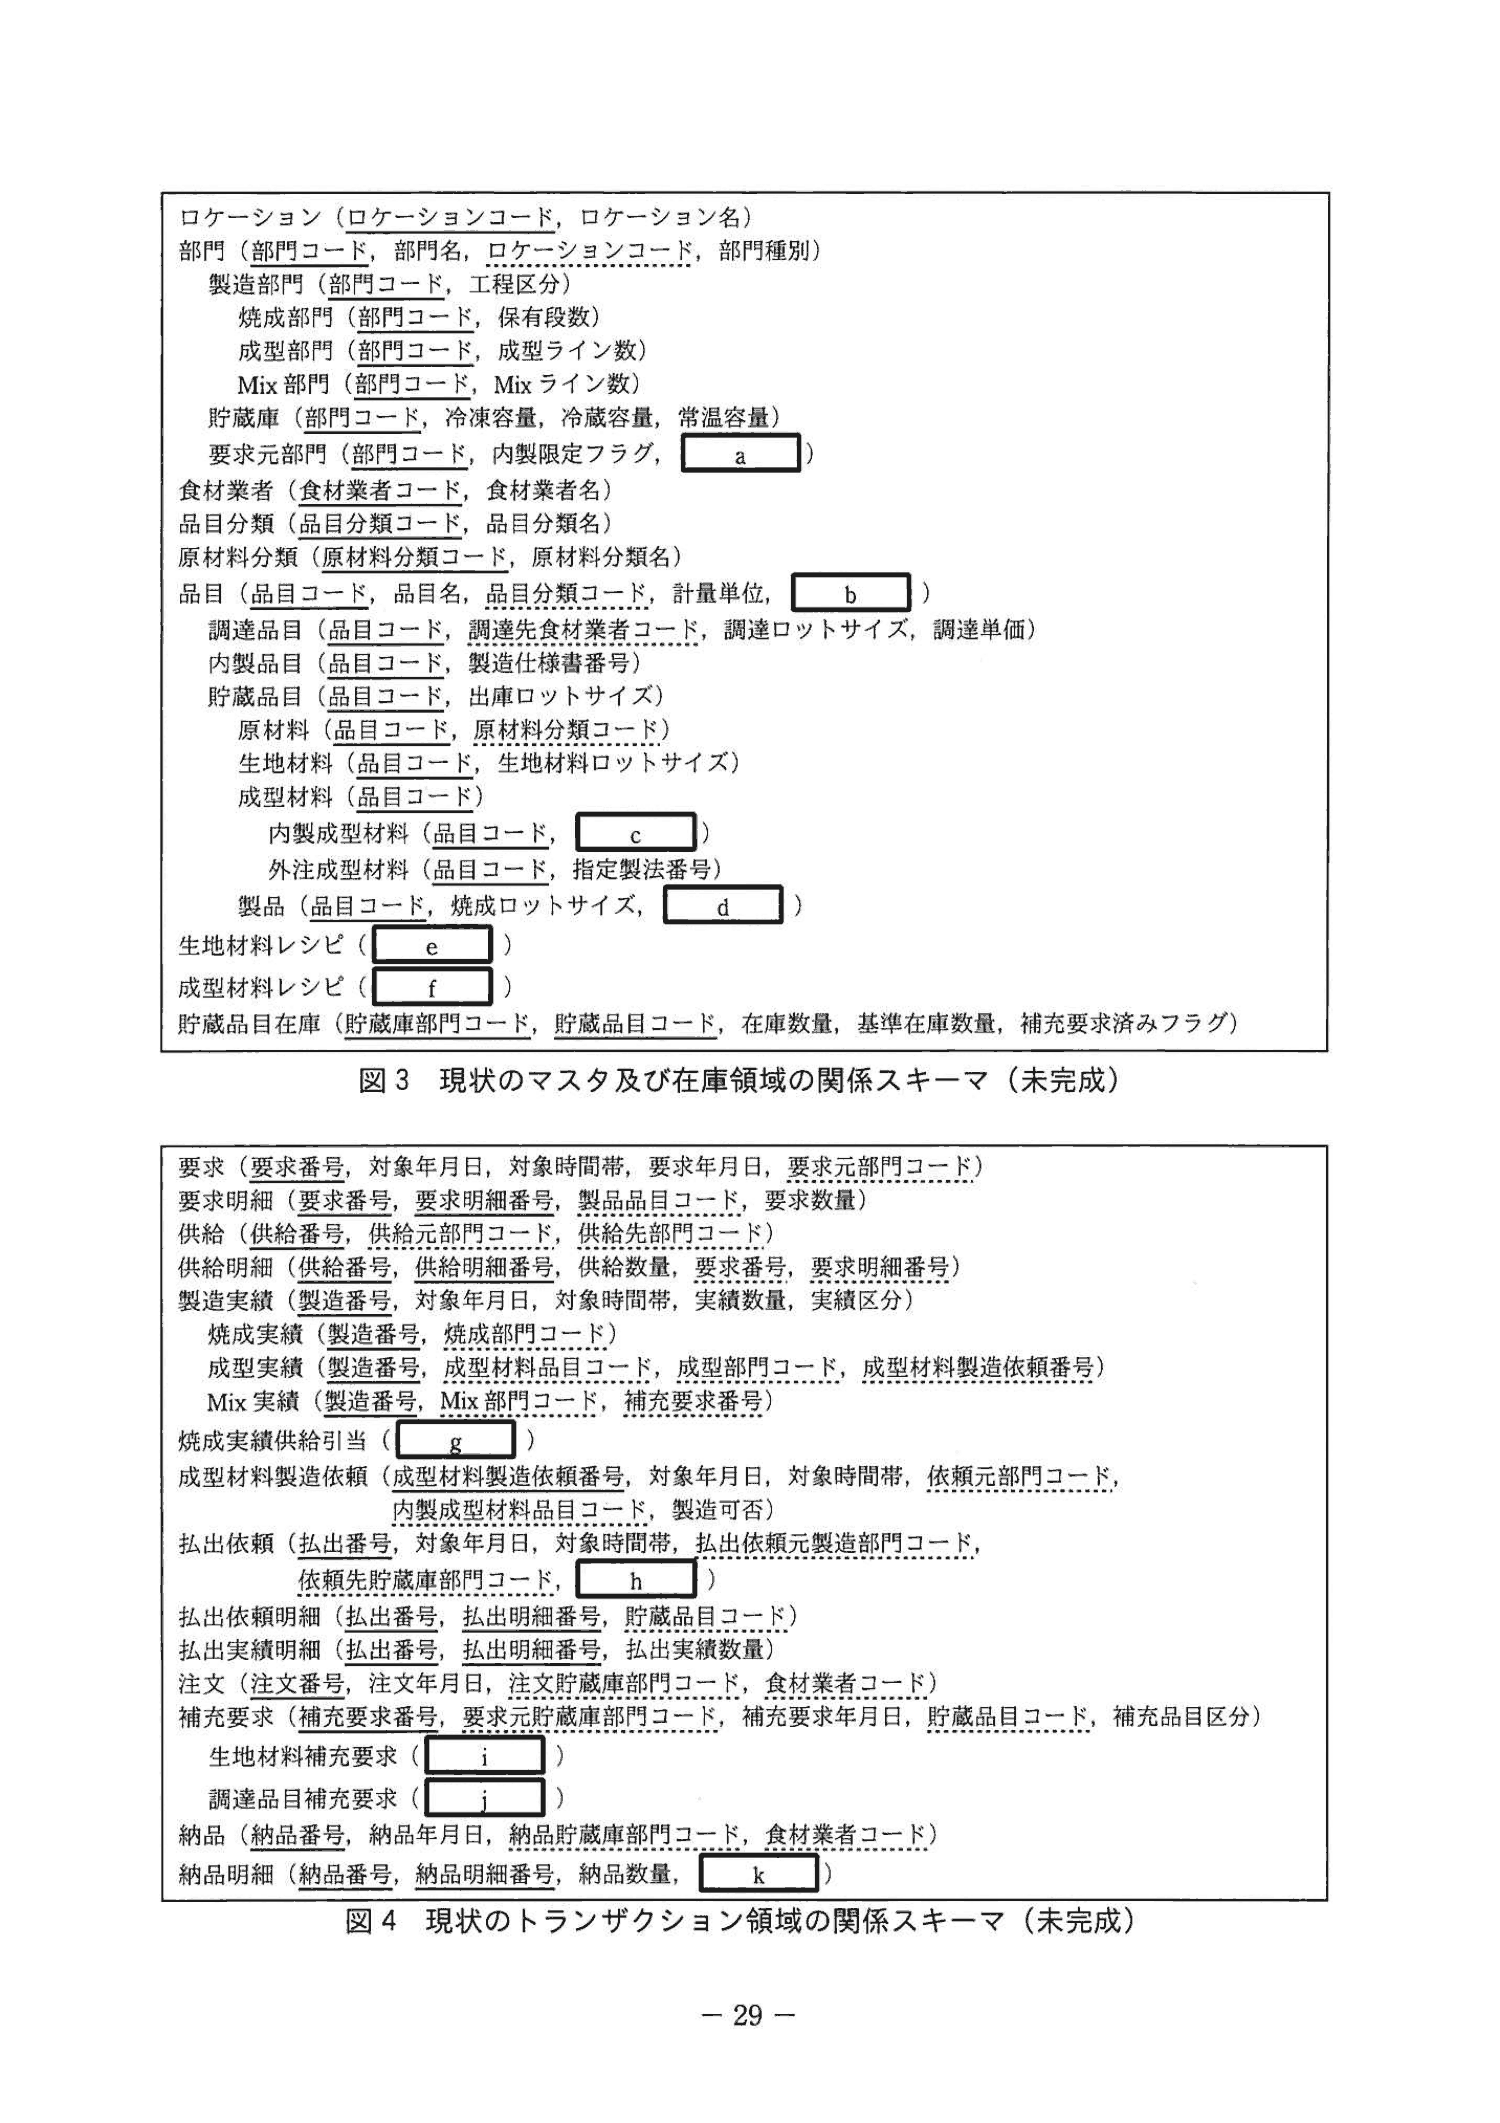 ロケーション（ロケーションコード，ロケーション名）
部門（部門コード，部門名，ロケーションコード，部門種別）
製造部門（部門コード，工程区分）
焼成部門（部門コード，保有段数）
成型部門（部門コード，成型ライン数）
Mix 部門（部門コード，Mix ライン数）
貯蔵庫（部門コード，冷凍容量，冷蔵容量，常温容量）
要求元部門（部門コード，内製限定フラグ， a ）
食材業者（食材業者コード，食材業者名）
品目分類（品目分類コード，品目分類名）
原材料分類（原材料分類コード，原材料分類名）
品目（品目コード，品目名，品目分類コード，計量単位， b ）
調達品目（品目コード，調達先食材業者コード，調達ロットサイズ，調達単価）
内製品目（品目コード，製造仕様書番号）
貯蔵品目（品目コード，出庫ロットサイズ）
原材料（品目コード，原材料分類コード）
生地材料（品目コード，生地材料ロットサイズ）
成型材料（品目コード）
内製成型材料（品目コード， c ）
外注成型材料（品目コード，指定製法番号）
製品（品目コード，焼成ロットサイズ， d ）
生地材料レシピ（ e ）
成型材料レシピ（ f ）
貯蔵品目在庫（貯蔵庫部門コード，貯蔵品目コード，在庫数量，基準在庫数量，補充要求済みフラグ）
図3　現状のマスタ及び在庫領域の関係スキーマ（未完成）
要求（要求番号，対象年月日，対象時間帯，要求年月日，要求元部門コード）
要求明細（要求番号，要求明細番号，製品品目コード，要求数量）
供給（供給番号，供給元部門コード，供給先部門コード）
供給明細（供給番号，供給明細番号，供給数量，要求番号，要求明細番号）
製造実績（製造番号，対象年月日，対象時間帯，実績数量，実績区分）
焼成実績（製造番号，焼成部門コード）
成型実績（製造番号，成型材料品目コード，成型部門コード，成型材料製造依頼番号）
Mix 実績（製造番号，Mix 部門コード，補充要求番号）
焼成実績供給引当（ g ）
成型材料製造依頼（成型材料製造依頼番号，対象年月日，対象時間帯，依頼元部門コード，
内製成型材料品目コード，製造可否）
払出依頼（払出番号，対象年月日，対象時間帯，払出依頼元製造部門コード，
依頼先貯蔵庫部門コード， h ）
払出依頼明細（払出番号，払出明細番号，貯蔵品目コード）
払出実績明細（払出番号，払出明細番号，払出実績数量）
注文（注文番号，注文年月日，注文貯蔵庫部門コード，食材業者コード）
補充要求（補充要求番号，要求元貯蔵庫部門コード，補充要求年月日，貯蔵品目コード，補充品目区分）
生地材料補充要求（ i ）
調達品目補充要求（ j ）
納品（納品番号，納品年月日，納品貯蔵庫部門コード，食材業者コード）
納品明細（納品番号，納品明細番号，納品数量， k ）
図4　現状のトランザクション領域の関係スキーマ（未完成）
－ 29 －